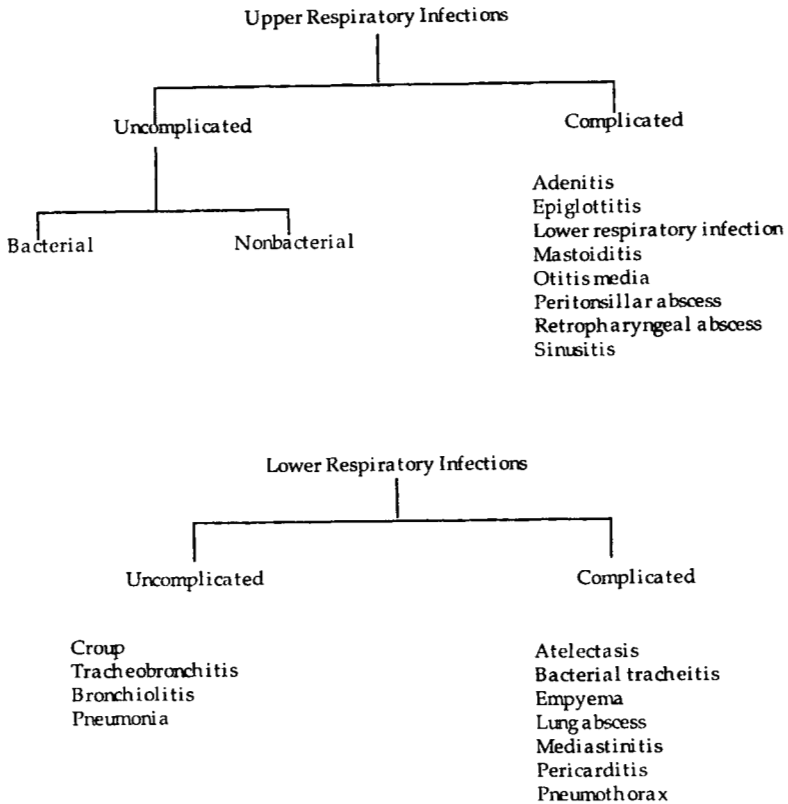 Upper Respiratory Infections
Uncomplicated
Complicated
Bacterial
Nonbacterial
Adenitis
Epiglottitis
Lower respiratory infection
Mastoiditis
Otitis media
Peritonsillar abscess
Retropharyngeal abscess
Sinusitis
Lower Respiratory Infections
Uncomplicated
Complicated
Croup
Tracheobronchitis
Bronchiolitis
Pneumonia
Atelectasis
Bacterial tracheitis
Empyema
Lung abscess
Mediastinitis
Pericarditis
Pneumothorax